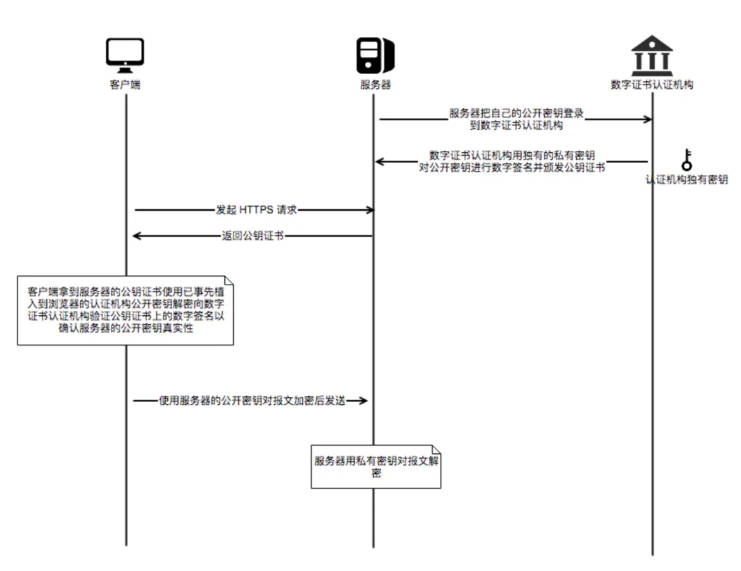 客户端
服务器
数字证书认证机构
服务器把自己的公开密钥登录
到数字证书认证机构
数字证书认证机构用独有的私有密钥
对公开密钥进行数字签名并颁发公钥证书
认证机构独有密钥
发起 HTTPS 请求
返回公钥证书
客户端拿到服务器的公钥证书使用已事先植
入到浏览器的认证机构公开密钥解密向数字
证书认证机构验证公钥证书上的数字签名以
确认服务器的公开密钥真实性
使用服务器的公开密钥对报文加密后发送
服务器用私有密钥对报文解
密